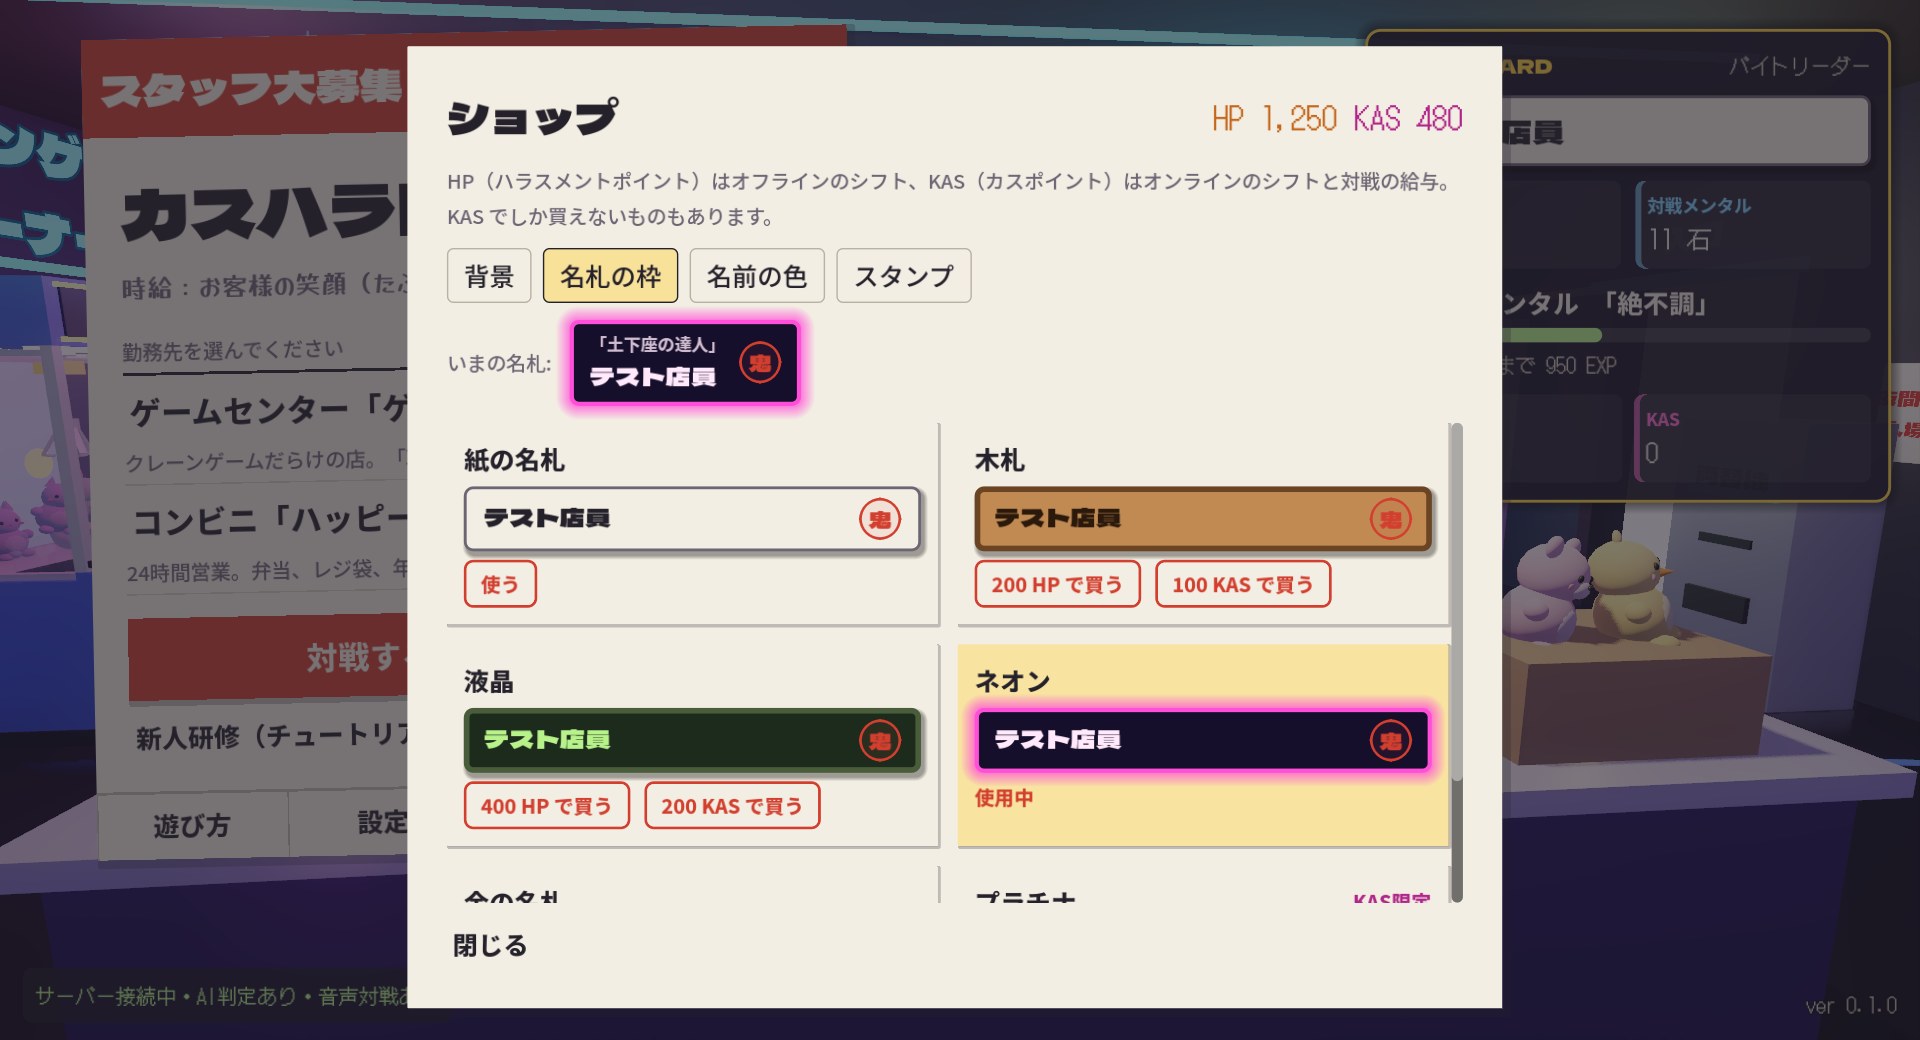 スタッフ大募集
カスハラ
時給：お客様の笑顔（た
勤務先を選んでください
ゲームセンター「ゲ
クレーンゲームだらけの店。「
コンビニ「ハッピー
24時間営業。弁当、レジ袋、年
対戦す
新人研修（チュートリア
遊び方
設定
サーバー接続中・AI判定あり・音声対戦あ
ショップ
HP 1,250 KAS 480
HP（ハラスメントポイント）はオフラインのシフト、KAS（カスポイント）はオンラインのシフトと対戦の給与。
KAS でしか買えないものもあります。
背景
名札の枠
名前の色
スタンプ
いまの名札:
「土下座の達人」
テスト店員
鬼
紙の名札
テスト店員
鬼
使う
木札
テスト店員
鬼
200 HP で買う
100 KAS で買う
液晶
テスト店員
鬼
400 HP で買う
200 KAS で買う
ネオン
テスト店員
鬼
使用中
金の名札
プラチナ
KAS限定
閉じる
ARD
バイトリーダー
店員
対戦メンタル
11 石
ンタル 「絶不調」
まで 950 EXP
KAS
0
ver 0.1.0